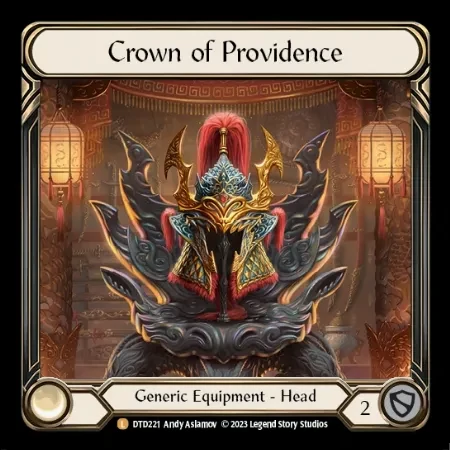 Crown of Providence
Generic Equipment - Head
2
L DTD221 Andy Aslamov © 2023 Legend Story Studios